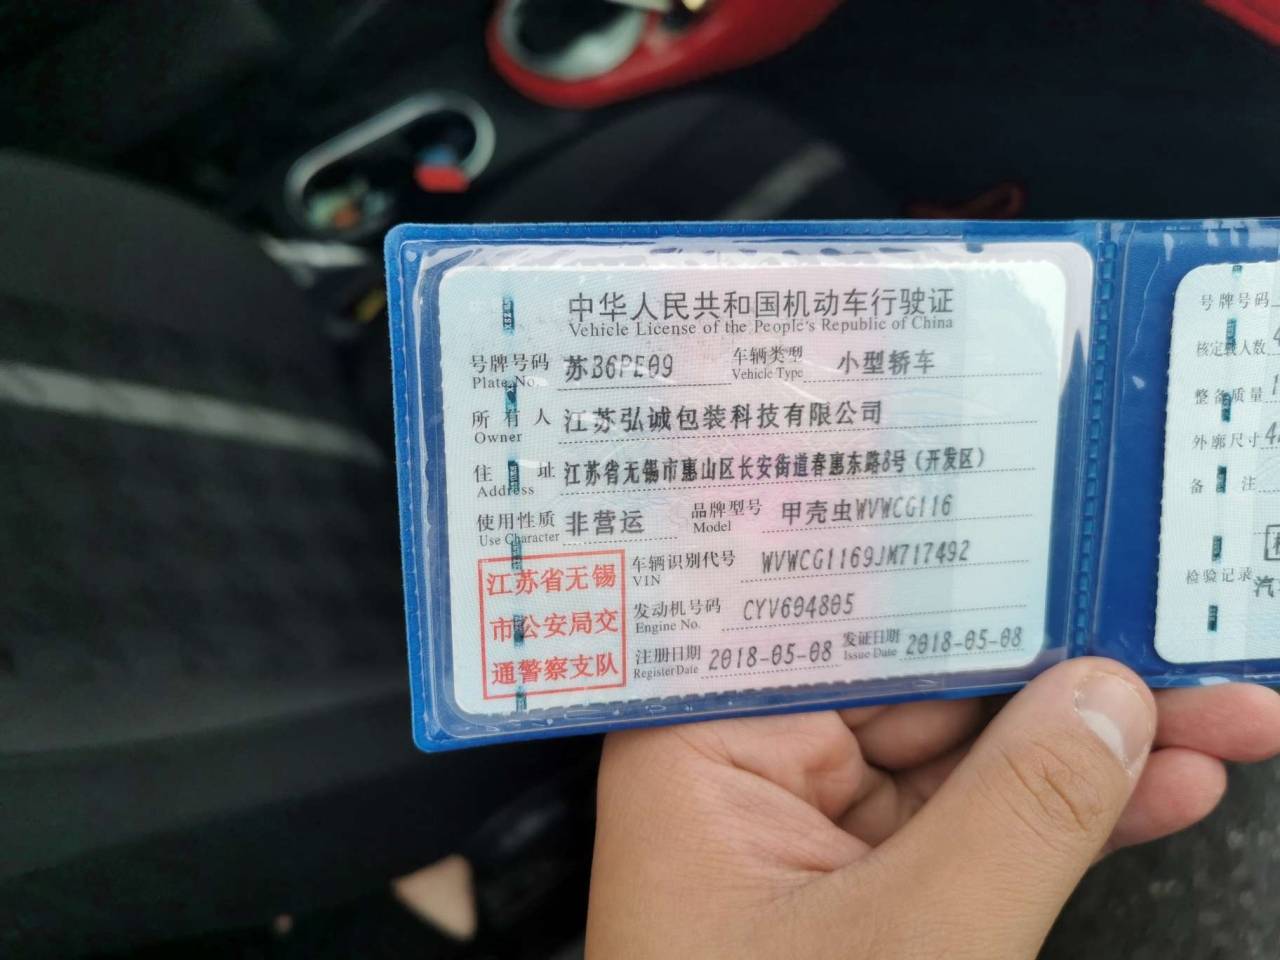 中华人民共和国机动车行驶证
Vehicle License of the People's Republic of China
号牌号码 苏B6PE09 车辆类型 小型轿车
Plate No. Vehicle Type
所有人 江苏弘诚包装科技有限公司
Owner
住址 江苏省无锡市惠山区长安街道春惠东路8号(开发区)
Address
使用性质 非营运 品牌型号 甲壳虫WVWCG116
Use Character Model
车辆识别代号 WVWCG1169JM717492
VIN
发动机号码 CYV604805
Engine No.
注册日期 2018-05-08 发证日期 2018-05-08
Register Date Issue Date
江苏省无锡
市公安局交
通警察支队
号牌号码
核定载人数
整备质量
外廓尺寸
备注
检验记录